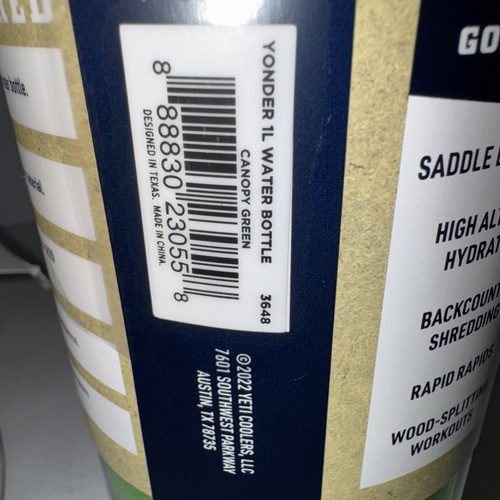 YONDER 1L WATER BOTTLE 3648
CANOPY GREEN
8 88830 23055 8
DESIGNED IN TEXAS. MADE IN CHINA.
©2022 YETI COOLERS, LLC
7601 SOUTHWEST PARKWAY
AUSTIN, TX 78735
GO
SADDLE
HIGH
HYDRAT
BACKCOUNT
SHREDDING
RAPID RAPIDS
WOOD-SPLITTING
WORKOUTS
bottle.